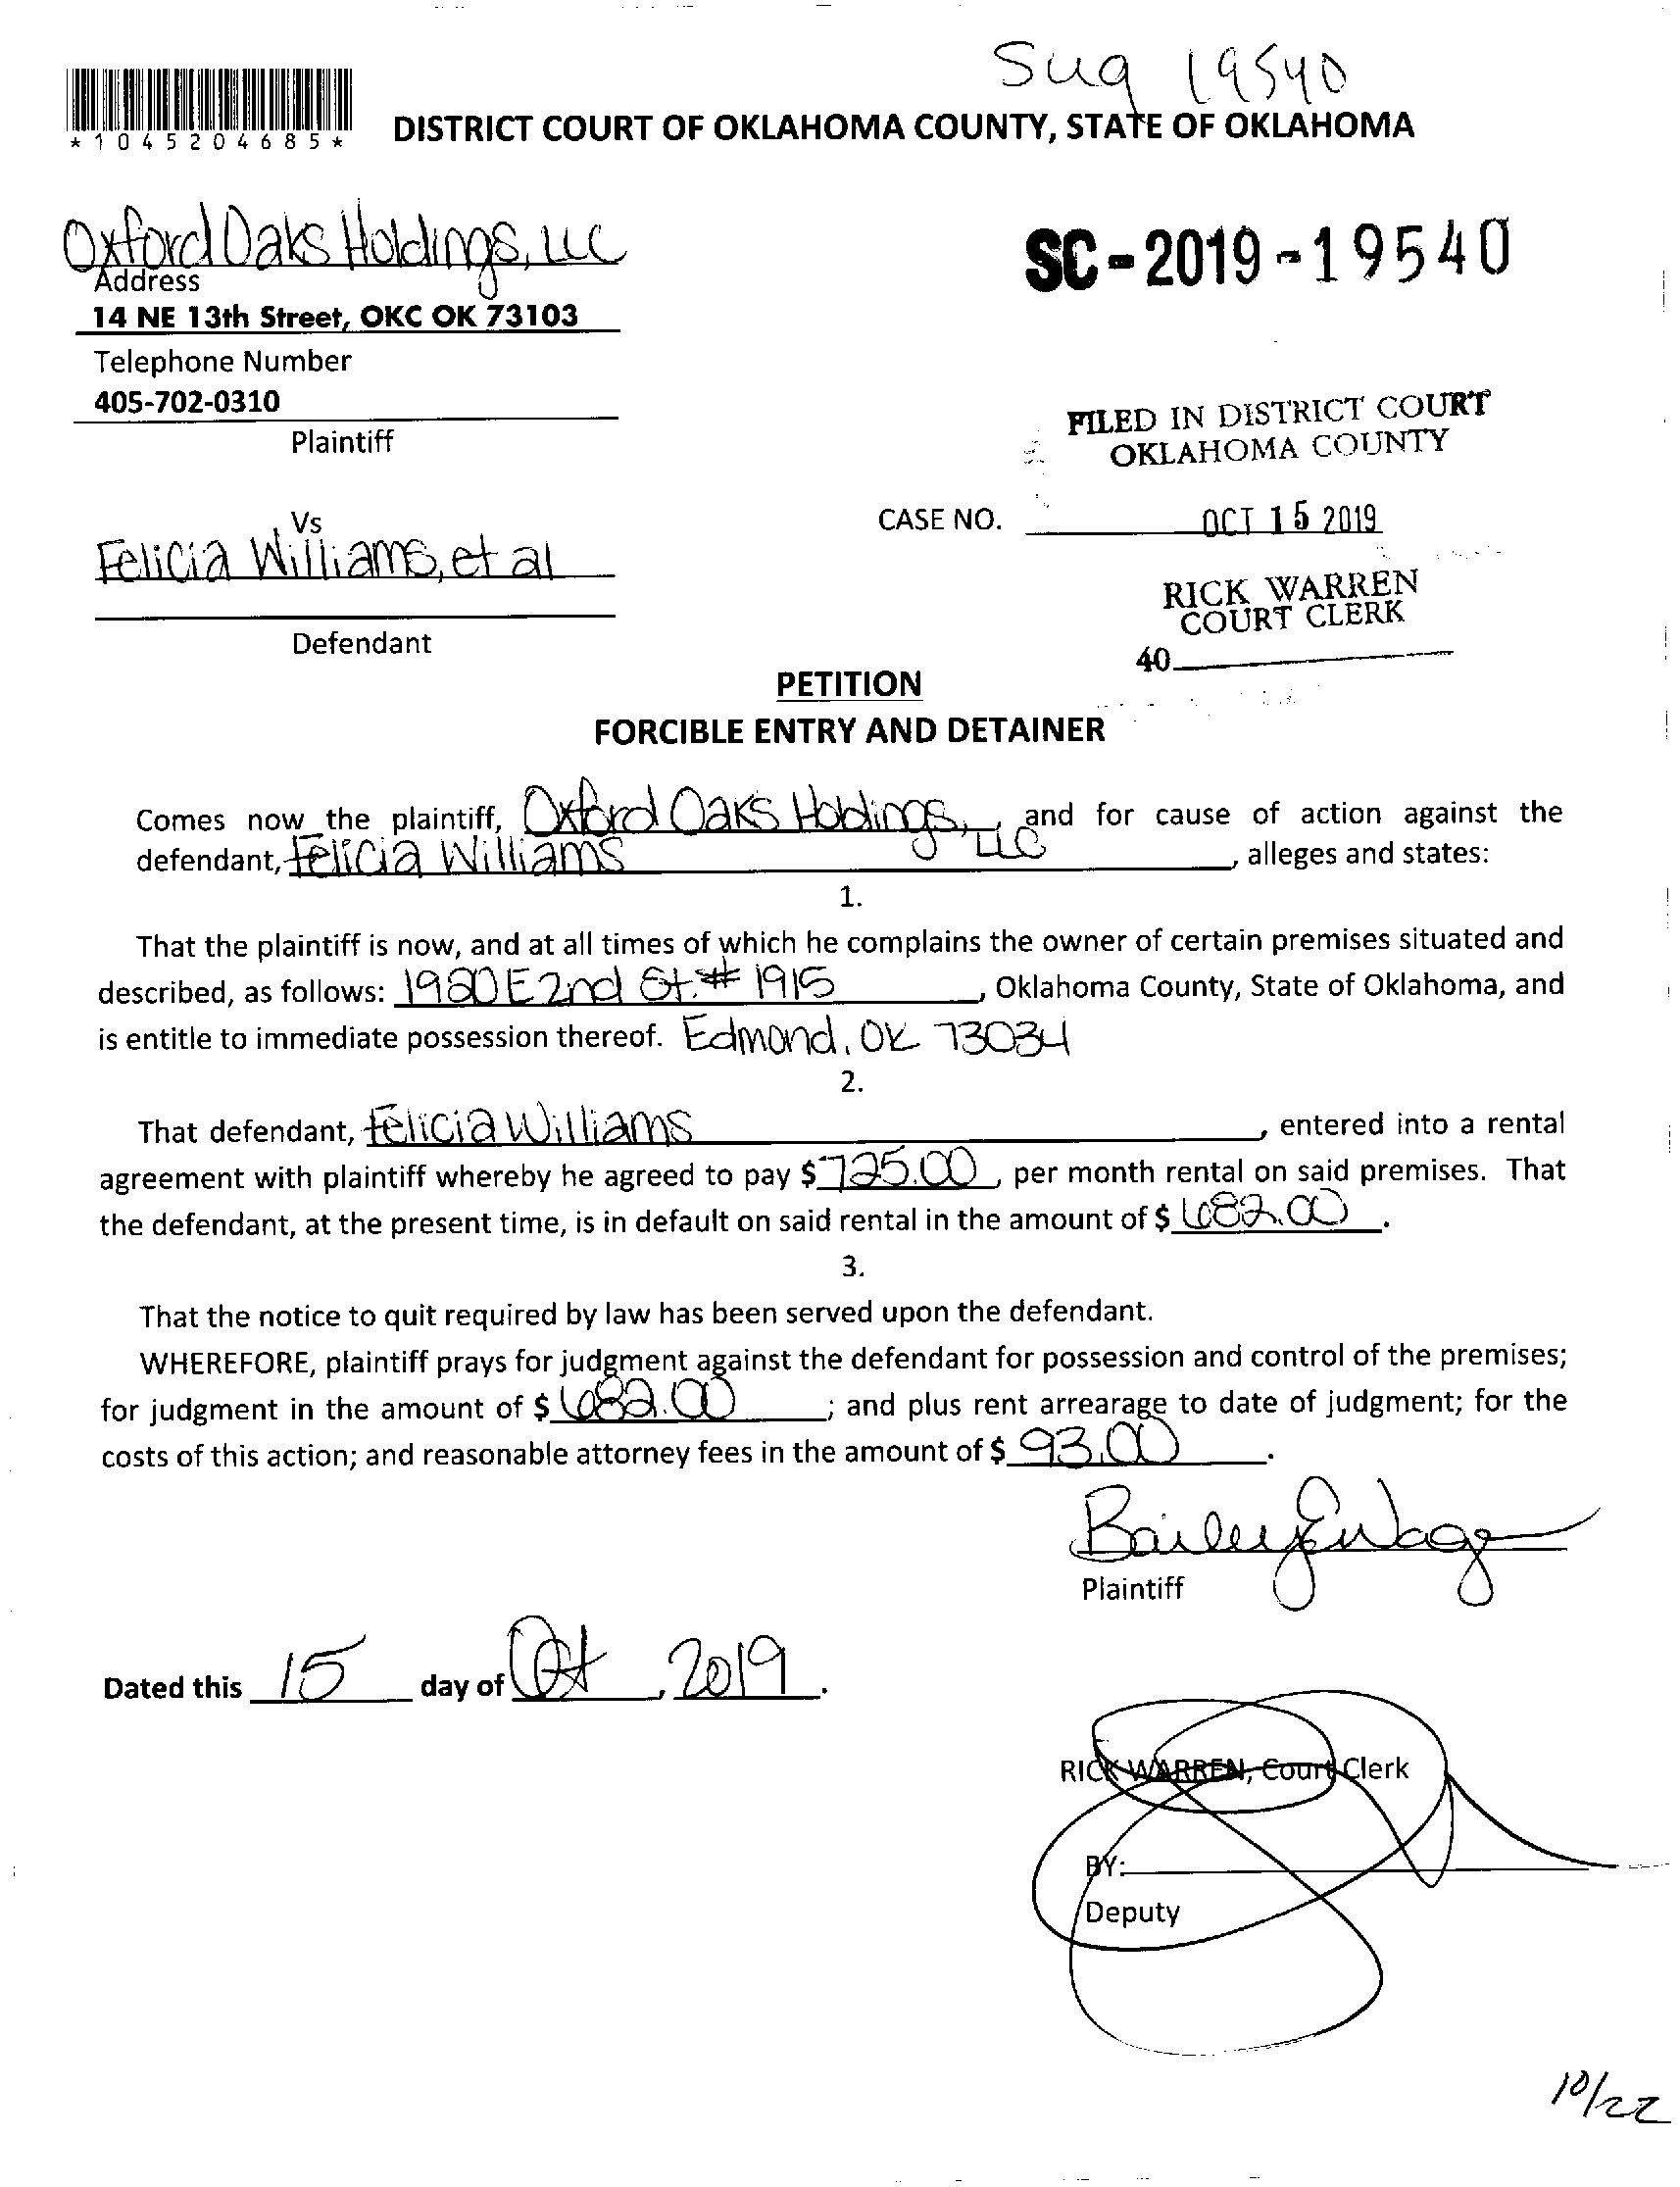 Sug 19540
*1045204685*
DISTRICT COURT OF OKLAHOMA COUNTY, STATE OF OKLAHOMA
Oxford Oaks Holdings, LLC
Address
14 NE 13th Street, OKC OK 73103
Telephone Number
405-702-0310
Plaintiff
SC-2019-19540
FILED IN DISTRICT COURT
OKLAHOMA COUNTY
Vs
Felicia Williams, et al
Defendant
CASE NO.
OCT 15 2019
RICK WARREN
COURT CLERK
40
PETITION
FORCIBLE ENTRY AND DETAINER
Comes now the plaintiff, Oxford Oaks Holdings, LLC and for cause of action against the
defendant, Felicia Williams, alleges and states:
1.
That the plaintiff is now, and at all times of which he complains the owner of certain premises situated and
described, as follows: 1920 E 2nd St. # 1915, Oklahoma County, State of Oklahoma, and
is entitle to immediate possession thereof. Edmond, OK 73034
2.
That defendant, Felicia Williams, entered into a rental
agreement with plaintiff whereby he agreed to pay $725.00, per month rental on said premises. That
the defendant, at the present time, is in default on said rental in the amount of $682.00.
3.
That the notice to quit required by law has been served upon the defendant.
WHEREFORE, plaintiff prays for judgment against the defendant for possession and control of the premises;
for judgment in the amount of $682.00; and plus rent arrearage to date of judgment; for the
costs of this action; and reasonable attorney fees in the amount of $93.00.
Plaintiff
Dated this 15 day of Oct, 2019.
RICK WARREN, Court Clerk
BY:
Deputy
10/22